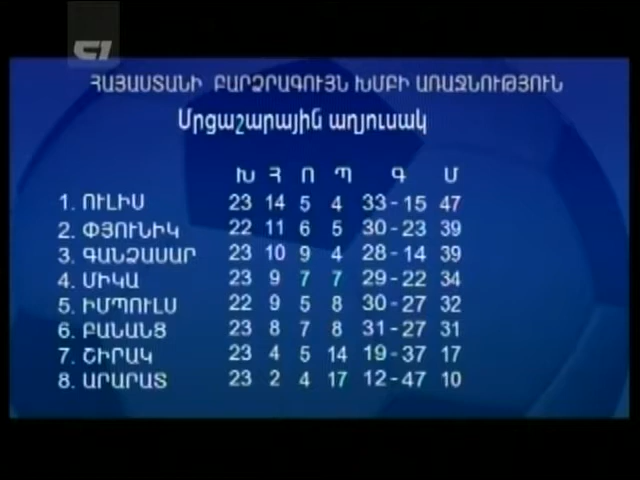 C1
ՀԱՅԱՍՏԱՆԻ ԲԱՐՁՐԱԳՈՒՅՆ ԽՄԲԻ ԱՌԱՋՆՈՒԹՅՈՒՆ
Մրցաշարային աղյուսակ
Խ Հ Ո Պ Գ Մ
1. ՈՒԼԻՍ 23 14 5 4 33-15 47
2. ՓՅՈՒՆԻԿ 22 11 6 5 30-23 39
3. ԳԱՆՁԱՍԱՐ 23 10 9 4 28-14 39
4. ՄԻԿԱ 23 9 7 7 29-22 34
5. ԻՄՊՈՒԼՍ 22 9 5 8 30-27 32
6. ԲԱՆԱՆՑ 23 8 7 8 31-27 31
7. ՇԻՐԱԿ 23 4 5 14 19-37 17
8. ԱՐԱՐԱՏ 23 2 4 17 12-47 10